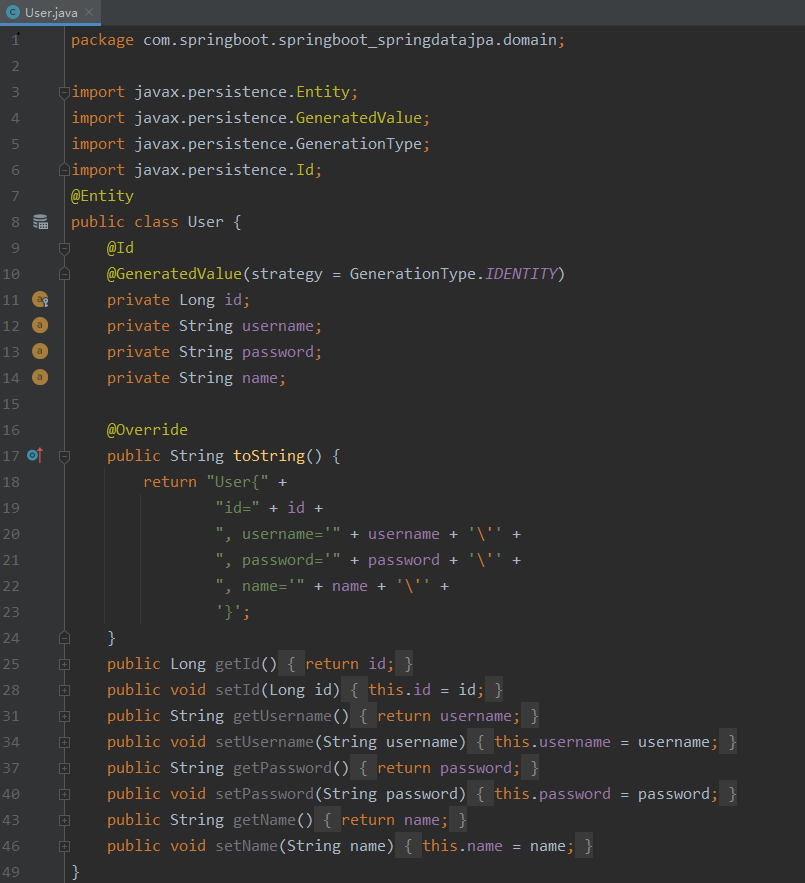 User.java
1 package com.springboot.springboot_springdatajpa.domain;
2
3 import javax.persistence.Entity;
4 import javax.persistence.GeneratedValue;
5 import javax.persistence.GenerationType;
6 import javax.persistence.Id;
7 @Entity
8 public class User {
9     @Id
10     @GeneratedValue(strategy = GenerationType.IDENTITY)
11     private Long id;
12     private String username;
13     private String password;
14     private String name;
15
16     @Override
17     public String toString() {
18         return "User{" +
19                 "id=" + id +
20                 ", username='" + username + '\'' +
21                 ", password='" + password + '\'' +
22                 ", name='" + name + '\'' +
23                 '}';
24     }
25     public Long getId() { return id; }
28     public void setId(Long id) { this.id = id; }
31     public String getUsername() { return username; }
34     public void setUsername(String username) { this.username = username; }
37     public String getPassword() { return password; }
40     public void setPassword(String password) { this.password = password; }
43     public String getName() { return name; }
46     public void setName(String name) { this.name = name; }
49 }